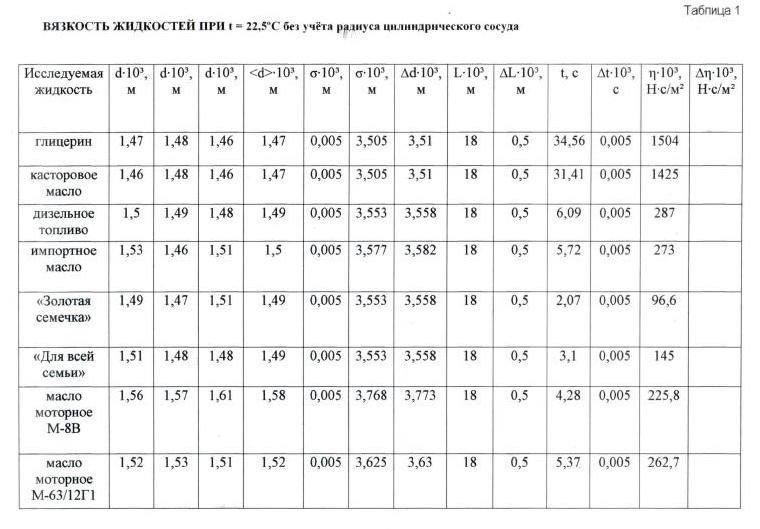 Таблица 1
ВЯЗКОСТЬ ЖИДКОСТЕЙ ПРИ t = 22,5ºС без учёта радиуса цилиндрического сосуда
Исследуемая жидкость d·10³, м d·10³, м d·10³, м <d>·10³, м σ·10³, м σ·10³, м Δd·10³, м L·10³, м ΔL·10³, м t, с Δt·10³, с η·10³, Н·с/м² Δη·10³, Н·с/м²
глицерин 1,47 1,48 1,46 1,47 0,005 3,505 3,51 18 0,5 34,56 0,005 1504
касторовое масло 1,46 1,48 1,46 1,47 0,005 3,505 3,51 18 0,5 31,41 0,005 1425
дизельное топливо 1,5 1,49 1,48 1,49 0,005 3,553 3,558 18 0,5 6,09 0,005 287
импортное масло 1,53 1,46 1,51 1,5 0,005 3,577 3,582 18 0,5 5,72 0,005 273
«Золотая семечка» 1,49 1,47 1,51 1,49 0,005 3,553 3,558 18 0,5 2,07 0,005 96,6
«Для всей семьи» 1,51 1,48 1,48 1,49 0,005 3,553 3,558 18 0,5 3,1 0,005 145
масло моторное М-8В 1,56 1,57 1,61 1,58 0,005 3,768 3,773 18 0,5 4,28 0,005 225,8
масло моторное М-63/12Г1 1,52 1,53 1,51 1,52 0,005 3,625 3,63 18 0,5 5,37 0,005 262,7